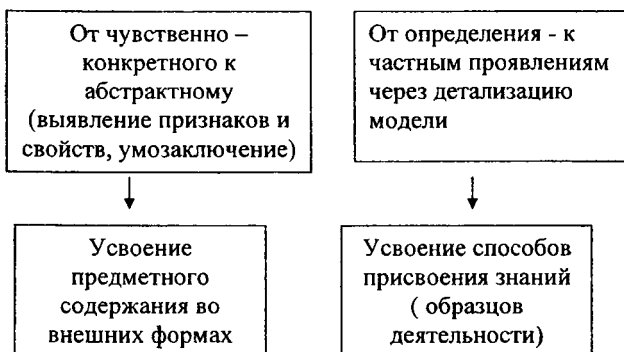 От чувственно –
конкретного к
абстрактному
(выявление признаков и
свойств, умозаключение)
От определения - к
частным проявлениям
через детализацию
модели
Усвоение
предметного
содержания во
внешних формах
Усвоение способов
присвоения знаний
( образцов
деятельности)